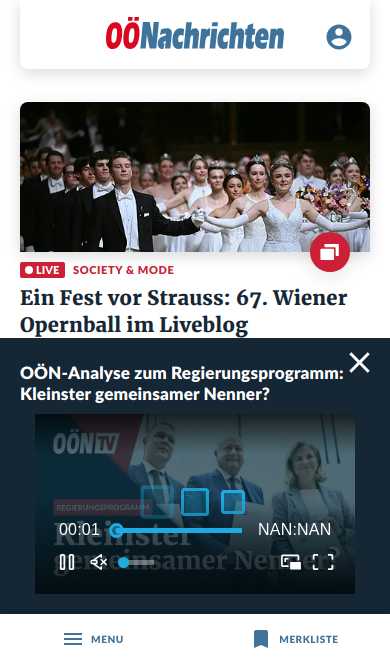 OÖNachrichten
LIVE SOCIETY & MODE
Ein Fest vor Strauss: 67. Wiener
Opernball im Liveblog
OÖN-Analyse zum Regierungsprogramm:
Kleinster gemeinsamer Nenner?
OÖN TV
REGIERUNGSPROGRAMM
00:01 NAN:NAN
Kleinster
gemeinsamer Nenner?
MENU MERKLISTE